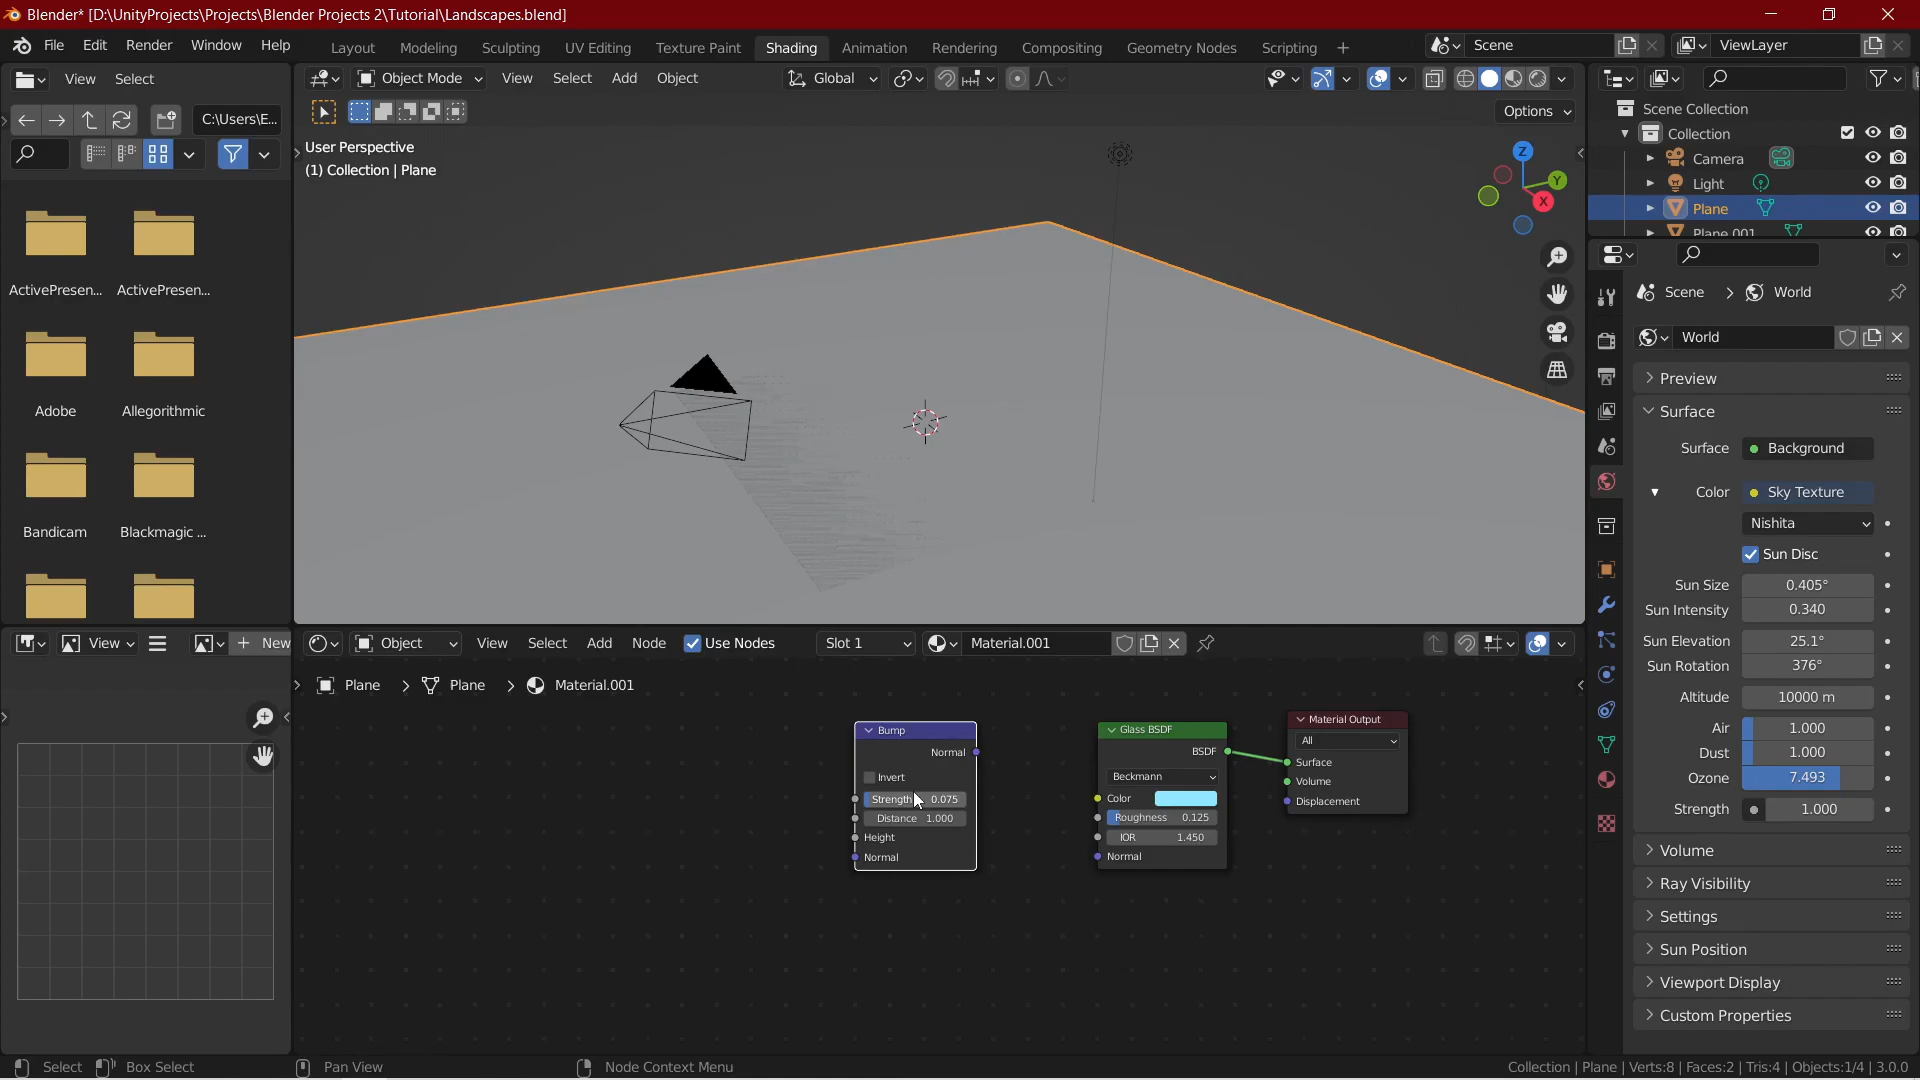 Blender* [D:\UnityProjects\Projects\Blender Projects 2\Tutorial\Landscapes.blend]
File Edit Render Window Help
Layout Modeling Sculpting UV Editing Texture Paint Shading Animation Rendering Compositing Geometry Nodes Scripting
Scene
ViewLayer
View Select
Object Mode View Select Add Object
Global
C:\Users\E...
Options
User Perspective
(1) Collection | Plane
Z
Y
X
Scene Collection
Collection
Camera
Light
Plane
Plane.001
ActivePresen... ActivePresen...
Adobe Allegorithmic
Bandicam Blackmagic ...
Scene > World
World
Preview
Surface
Surface Background
Color Sky Texture
Nishita
Sun Disc
Sun Size 0.405°
Sun Intensity 0.340
Sun Elevation 25.1°
Sun Rotation 376°
Altitude 10000 m
Air 1.000
Dust 1.000
Ozone 7.493
Strength 1.000
Volume
Ray Visibility
Settings
Sun Position
Viewport Display
Custom Properties
View
New
Object View Select Add Node Use Nodes Slot 1 Material.001
Plane > Plane > Material.001
Bump
Normal
Invert
Strength 0.075
Distance 1.000
Height
Normal
Glass BSDF
BSDF
Beckmann
Color
Roughness 0.125
IOR 1.450
Normal
Material Output
All
Surface
Volume
Displacement
Select Box Select Pan View Node Context Menu
Collection | Plane | Verts:8 | Faces:2 | Tris:4 | Objects:1/4 | 3.0.0